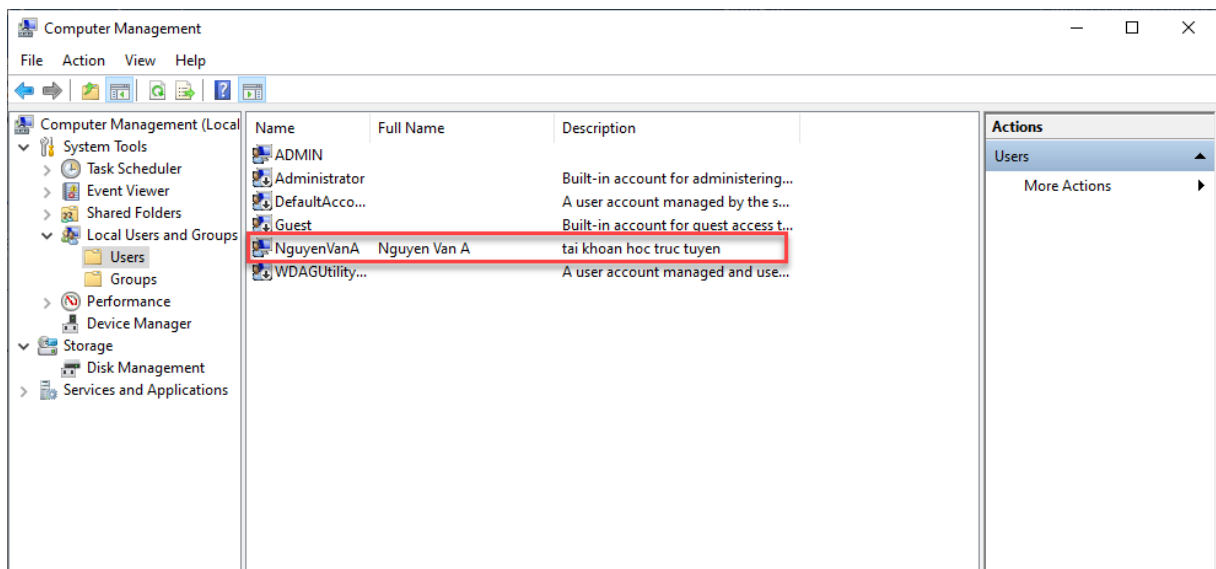 Computer Management
File Action View Help
Computer Management (Local
System Tools
Task Scheduler
Event Viewer
Shared Folders
Local Users and Groups
Users
Groups
Performance
Device Manager
Storage
Disk Management
Services and Applications
Name Full Name Description
ADMIN
Administrator Built-in account for administering...
DefaultAcco... A user account managed by the s...
Guest Built-in account for guest access t...
NguyenVanA Nguyen Van A tai khoan hoc truc tuyen
WDAGUtility... A user account managed and use...
Actions
Users
More Actions